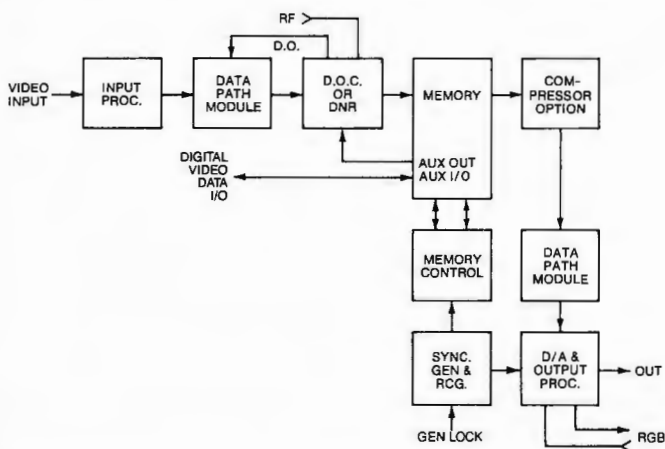 RF
D.O.
VIDEO
INPUT
INPUT
PROC.
DATA
PATH
MODULE
D.O.C.
OR
DNR
MEMORY
AUX OUT
AUX I/O
COM-
PRESSOR
OPTION
DIGITAL
VIDEO
DATA
I/O
MEMORY
CONTROL
DATA
PATH
MODULE
SYNC.
GEN &
RCG.
D/A &
OUTPUT
PROC.
OUT
GEN LOCK
RGB